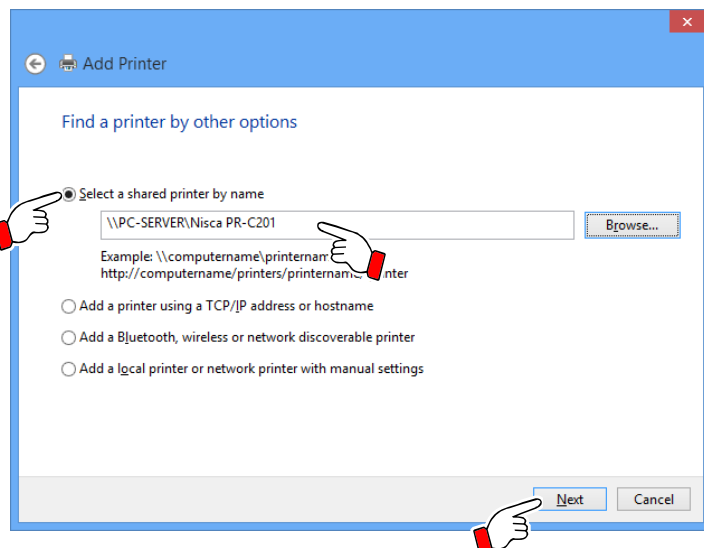 Add Printer
Find a printer by other options
Select a shared printer by name
\\PC-SERVER\Nisca PR-C201
Browse...
Example: \\computername\printernam
http://computername/printers/printername nter
Add a printer using a TCP/IP address or hostname
Add a Bluetooth, wireless or network discoverable printer
Add a local printer or network printer with manual settings
Next
Cancel